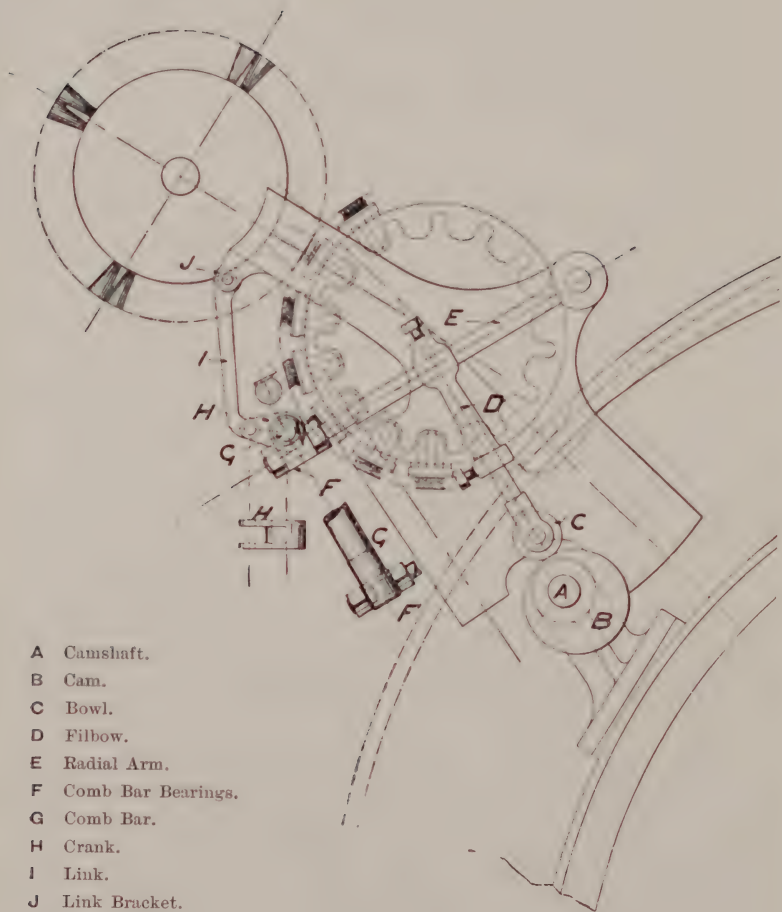 J
E
I
D
H
G
F
C
H
G
A
F
B
A Camshaft.
B Cam.
C Bowl.
D Filbow.
E Radial Arm.
F Comb Bar Bearings.
G Comb Bar.
H Crank.
I Link.
J Link Bracket.